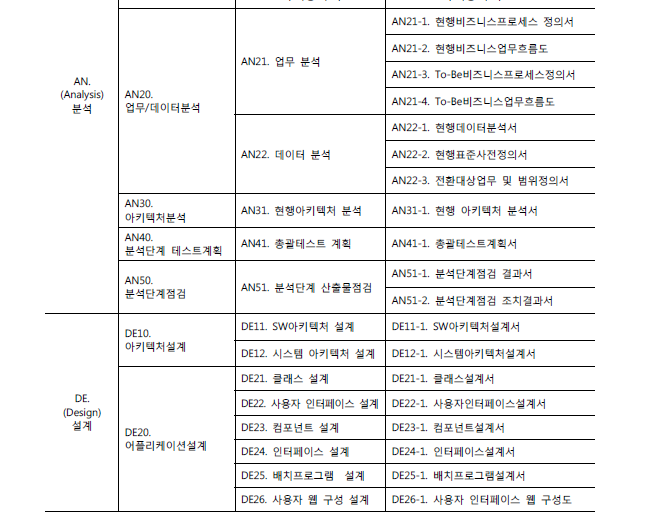 AN21-1. 현행비즈니스프로세스 정의서
AN21-2. 현행비즈니스업무흐름도
AN21. 업무 분석
AN21-3. To-Be비즈니스프로세스정의서
AN.
(Analysis)
분석
AN20.
업무/데이터분석
AN21-4. To-Be비즈니스업무흐름도
AN22-1. 현행데이터분석서
AN22. 데이터 분석
AN22-2. 현행표준사전정의서
AN22-3. 전환대상업무 및 범위정의서
AN30.
아키텍처분석
AN31. 현행아키텍처 분석
AN31-1. 현행 아키텍처 분석서
AN40.
분석단계 테스트계획
AN41. 총괄테스트 계획
AN41-1. 총괄테스트계획서
AN50.
분석단계점검
AN51. 분석단계 산출물점검
AN51-1. 분석단계점검 결과서
AN51-2. 분석단계점검 조치결과서
DE10.
아키텍처설계
DE11. SW아키텍처 설계
DE11-1. SW아키텍처설계서
DE12. 시스템 아키텍처 설계
DE12-1. 시스템아키텍처설계서
DE.
(Design)
설계
DE20.
어플리케이션설계
DE21. 클래스 설계
DE21-1. 클래스설계서
DE22. 사용자 인터페이스 설계
DE22-1. 사용자인터페이스설계서
DE23. 컴포넌트 설계
DE23-1. 컴포넌트설계서
DE24. 인터페이스 설계
DE24-1. 인터페이스설계서
DE25. 배치프로그램 설계
DE25-1. 배치프로그램설계서
DE26. 사용자 웹 구성 설계
DE26-1. 사용자 인터페이스 웹 구성도